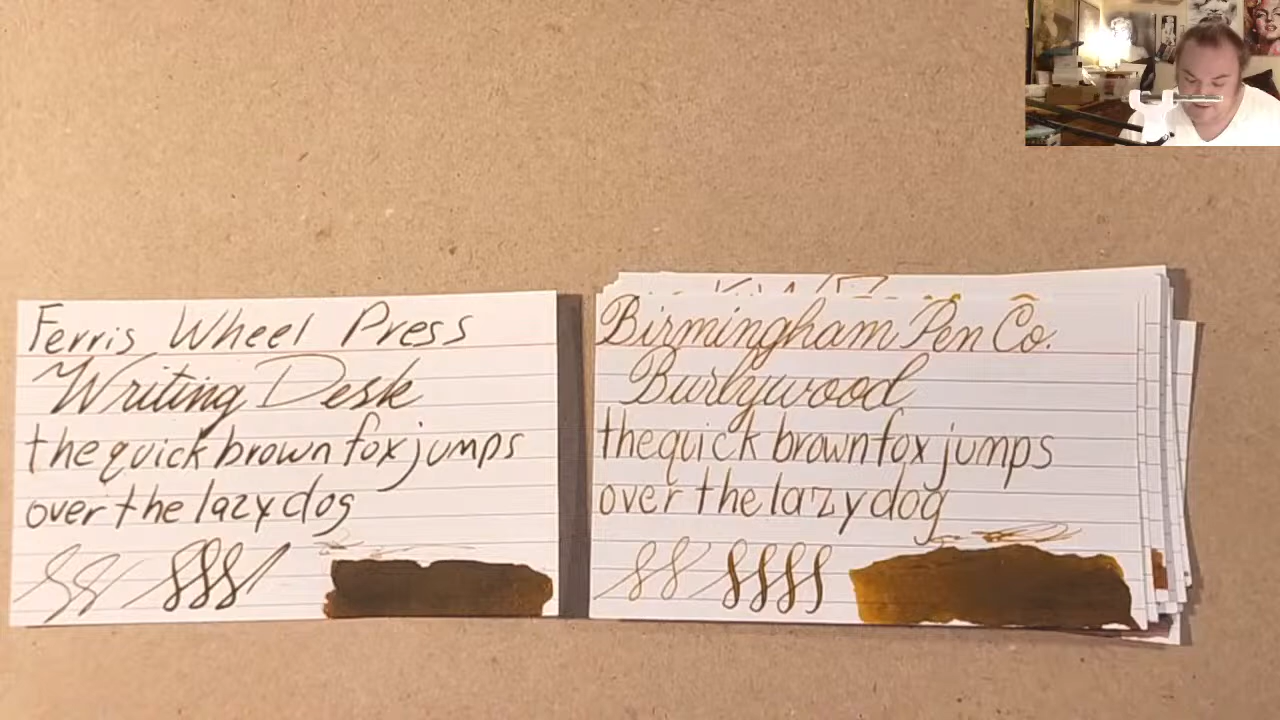 Ferris Wheel Press
Writing Desk
the quick brown fox jumps
over the lazy dog
Birmingham Pen Co.
Burlywood
the quick brown fox jumps
over the lazy dog